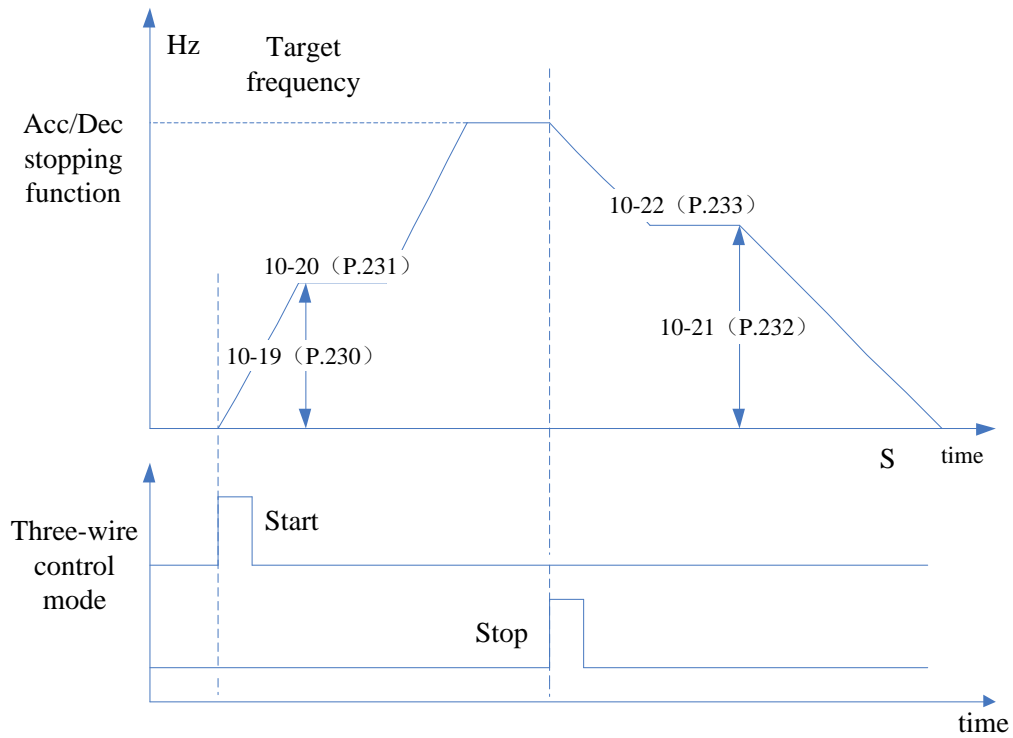 Hz
Target
frequency
Acc/Dec
stopping
function
10-22（P.233）
10-20（P.231）
10-21（P.232）
10-19（P.230）
S
time
Three-wire
control
mode
Start
Stop
time